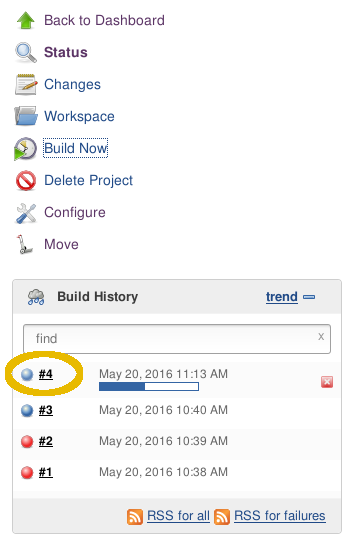 Back to Dashboard
Status
Changes
Workspace
Build Now
Delete Project
Configure
Move
Build History trend
find x
#4 May 20, 2016 11:13 AM
#3 May 20, 2016 10:40 AM
#2 May 20, 2016 10:39 AM
#1 May 20, 2016 10:38 AM
RSS for all RSS for failures